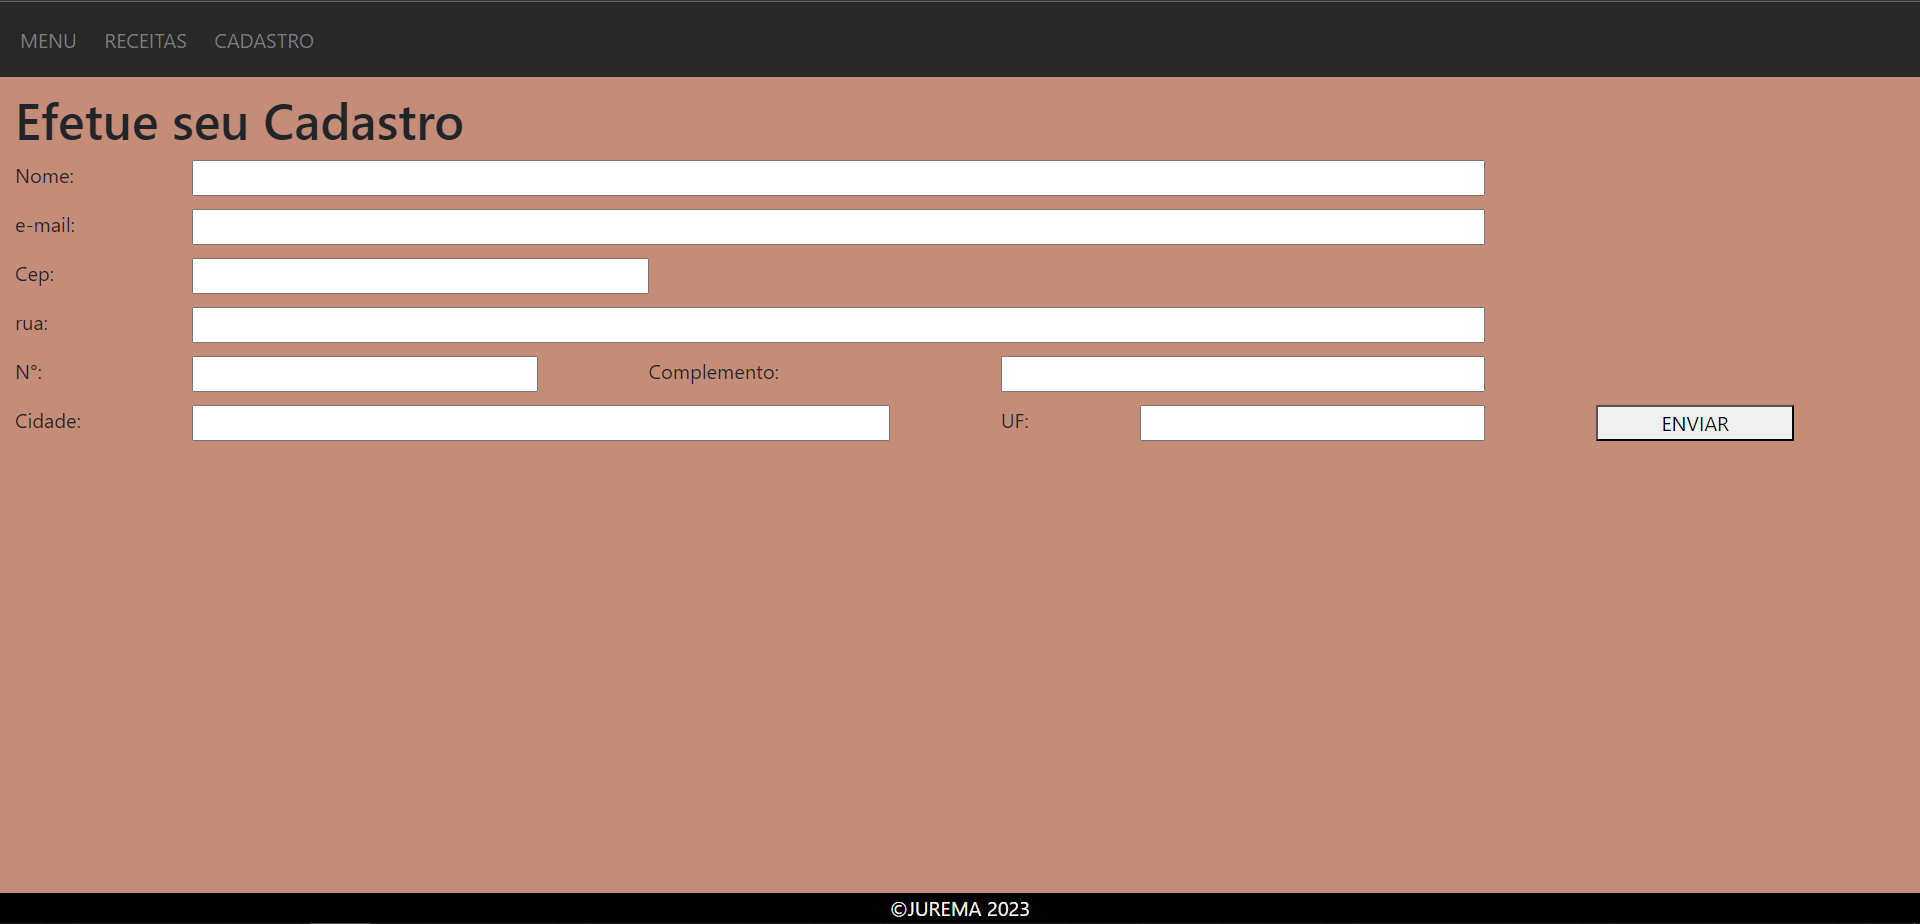 MENU RECEITAS CADASTRO
Efetue seu Cadastro
Nome:
e-mail:
Cep:
rua:
N°: Complemento:
Cidade: UF: ENVIAR
©JUREMA 2023